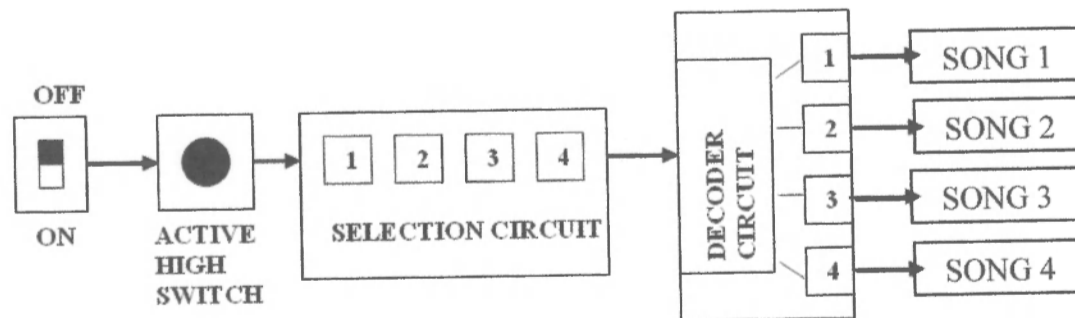 OFF
ON
ACTIVE
HIGH
SWITCH
1 2 3 4
SELECTION CIRCUIT
DECODER
CIRCUIT
1
2
3
4
SONG 1
SONG 2
SONG 3
SONG 4